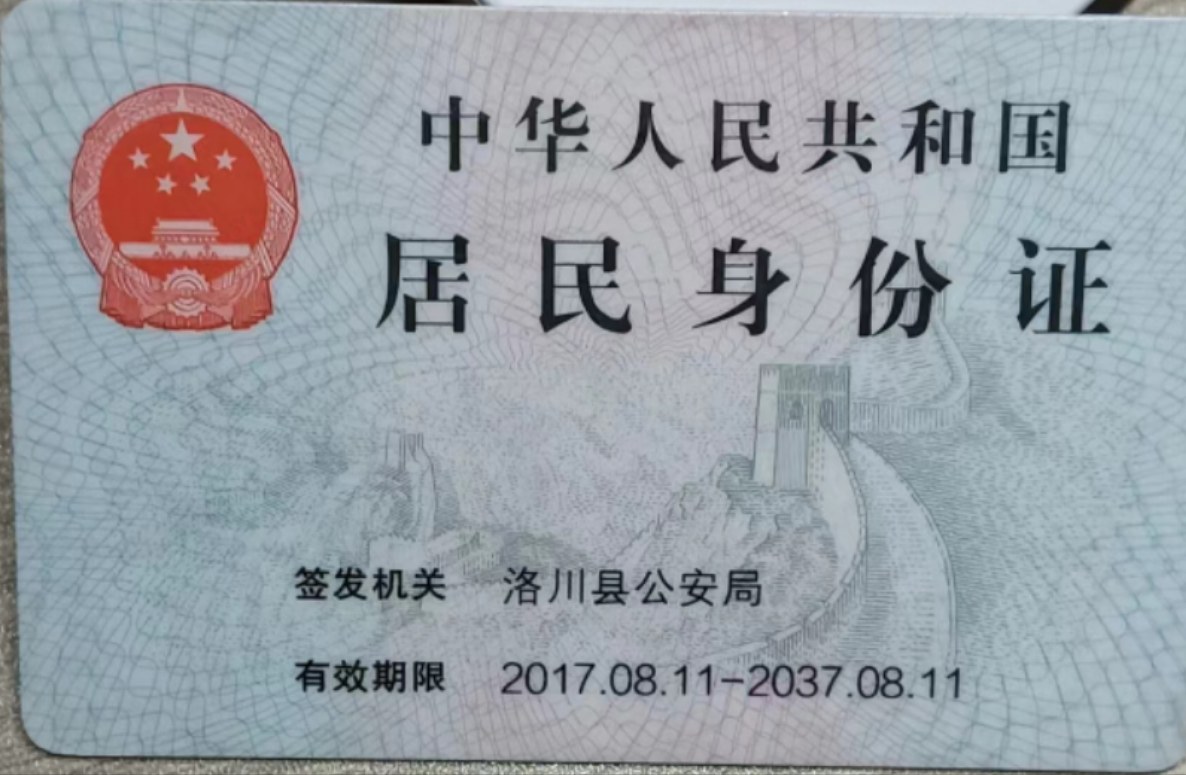 中华人民共和国
居民身份证
签发机关 洛川县公安局
有效期限 2017.08.11-2037.08.11